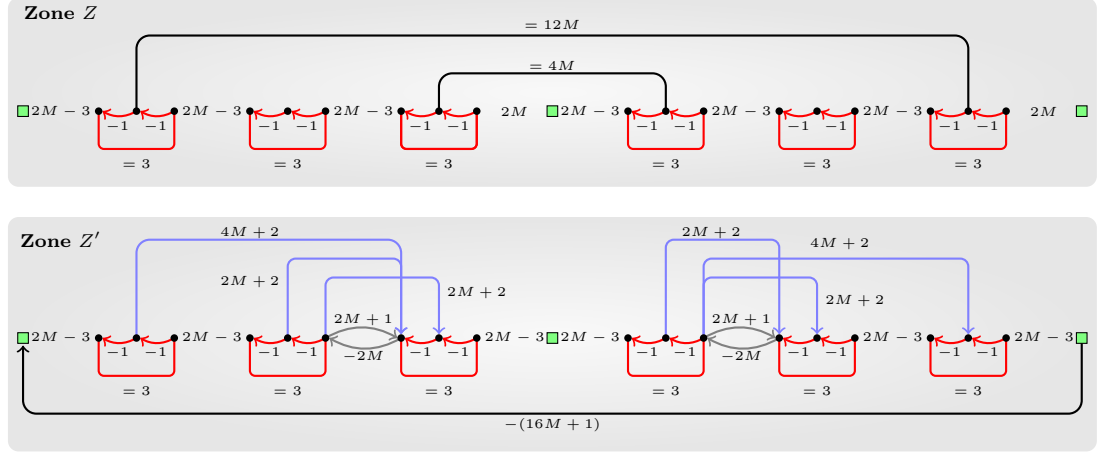 Zone Z
= 12M
= 4M
2M − 3 2M − 3 2M − 3 2M 2M − 3 2M − 3 2M − 3 2M
−1 −1 −1 −1 −1 −1 −1 −1 −1 −1 −1 −1
= 3 = 3 = 3 = 3 = 3 = 3
Zone Z′
4M + 2 2M + 2 4M + 2
2M + 2 2M + 2 2M + 2
2M + 1 2M + 1
2M − 3 2M − 3 2M − 3 2M − 3 2M − 3 2M − 3
−1 −1 −1 −1 −2M −1 −1 −1 −1 −2M −1 −1 −1 −1
= 3 = 3 = 3 = 3 = 3 = 3
−(16M + 1)